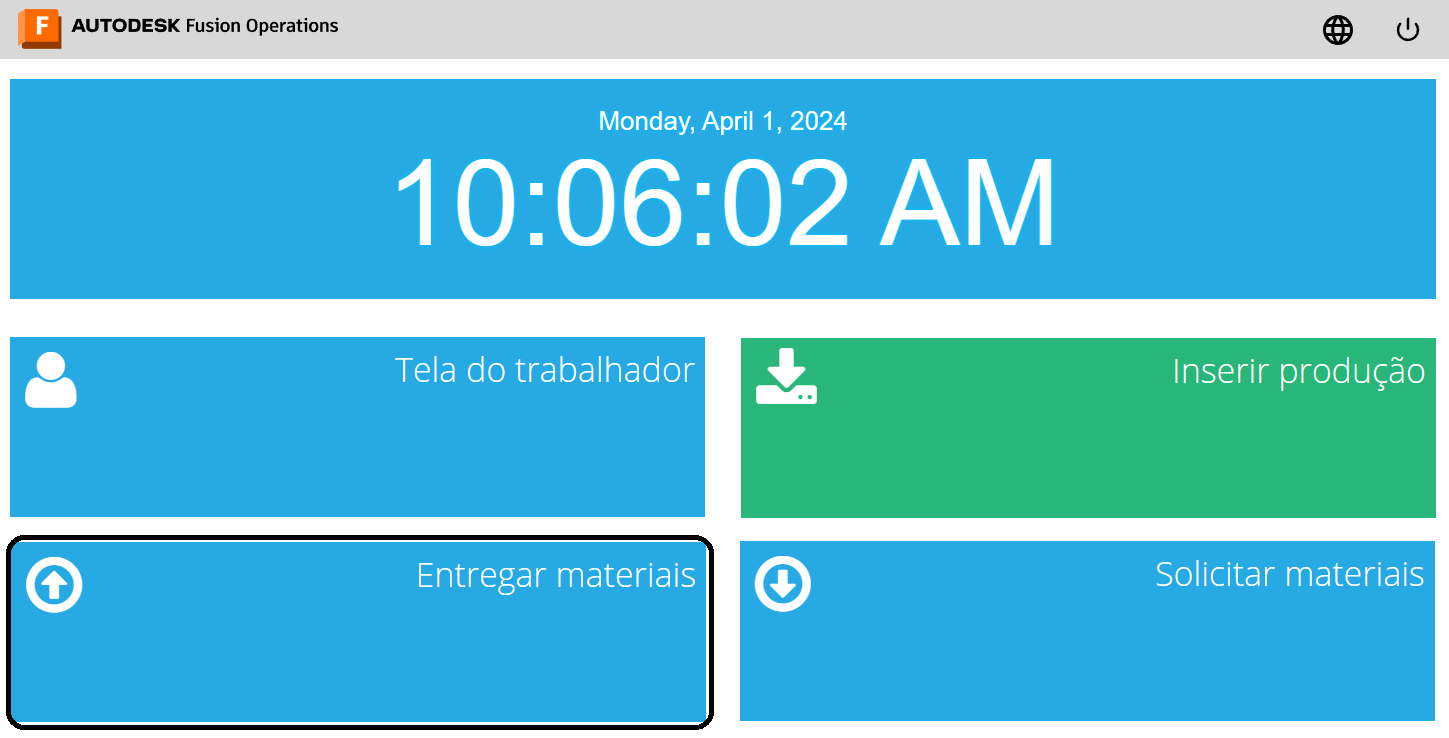 F AUTODESK Fusion Operations
Monday, April 1, 2024
10:06:02 AM
Tela do trabalhador
Inserir produção
Entregar materiais
Solicitar materiais